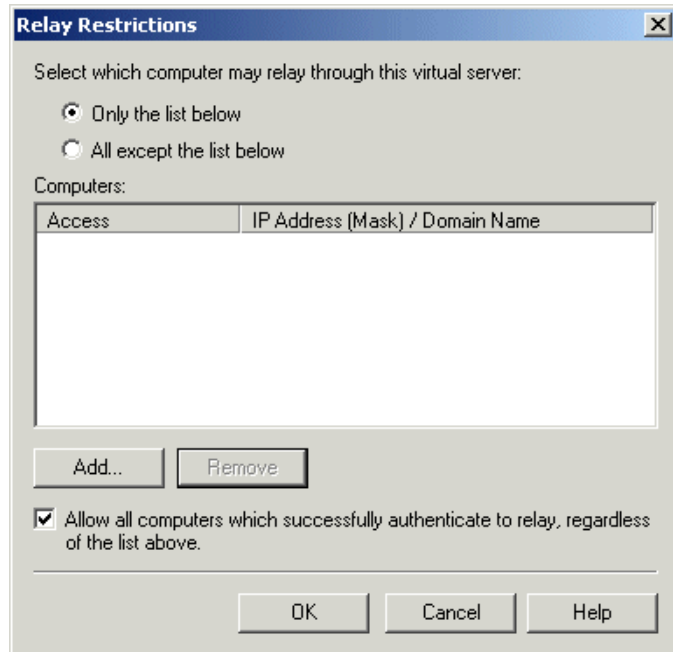 Relay Restrictions
Select which computer may relay through this virtual server:
Only the list below
All except the list below
Computers:
Access IP Address (Mask) / Domain Name
Add... Remove
Allow all computers which successfully authenticate to relay, regardless
of the list above.
OK Cancel Help